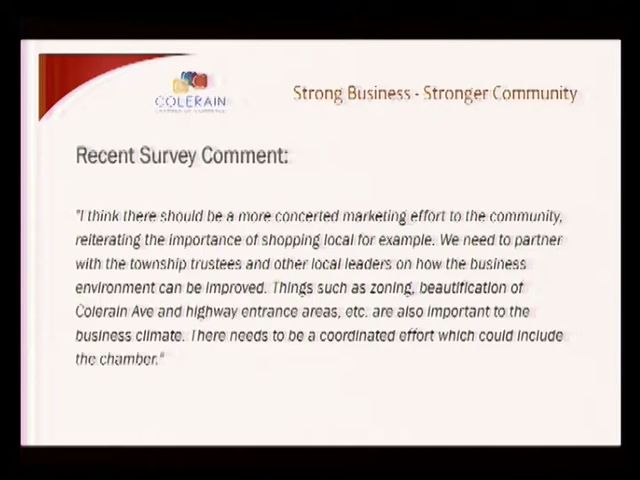 COLERAIN
CHAMBER OF COMMERCE
Strong Business - Stronger Community
Recent Survey Comment:
"I think there should be a more concerted marketing effort to the community,
reiterating the importance of shopping local for example. We need to partner
with the township trustees and other local leaders on how the business
environment can be improved. Things such as zoning, beautification of
Colerain Ave and highway entrance areas, etc. are also important to the
business climate. There needs to be a coordinated effort which could include
the chamber."